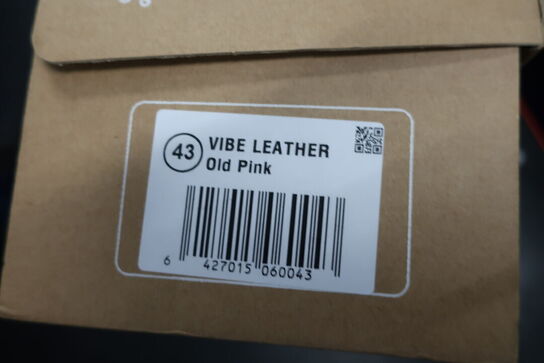 43 VIBE LEATHER
Old Pink
6 427015 060043